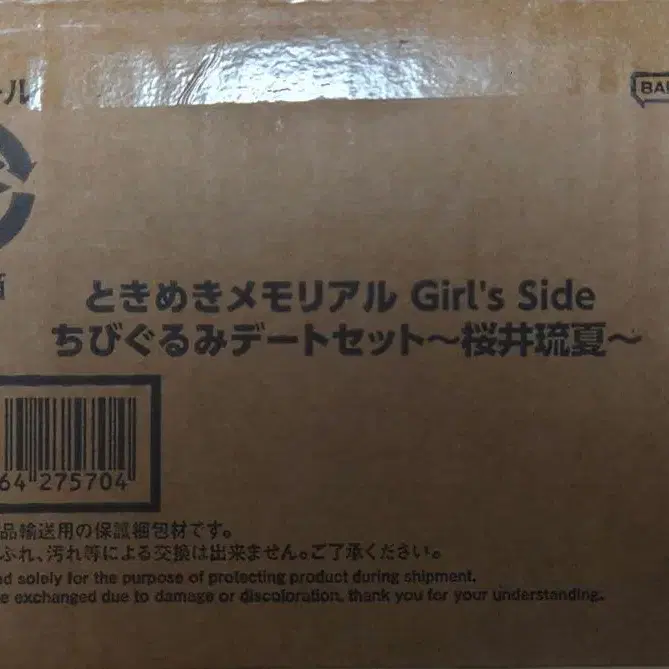 ール
BAN
ときめきメモリアル Girl's Side
ちびぐるみデートセット～桜井琉夏～
64 275704
品輸送用の保護梱包材です。
ぶれ、汚れ等による交換は出来ません。ご了承ください。
d solely for the purpose of protecting product during shipment.
e exchanged due to damage or discoloration, thank you for your understanding.